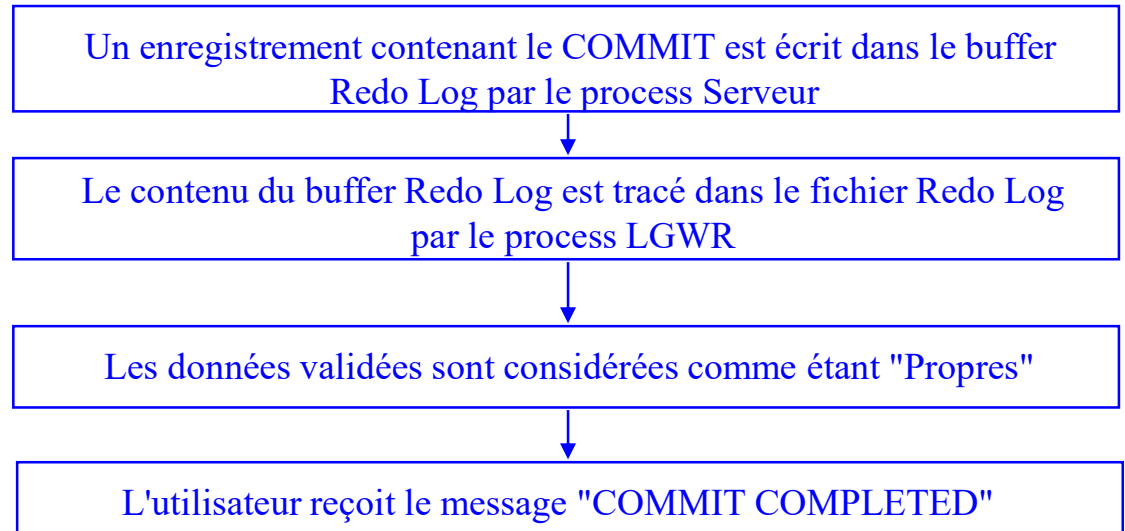 Un enregistrement contenant le COMMIT est écrit dans le buffer
Redo Log par le process Serveur
Le contenu du buffer Redo Log est tracé dans le fichier Redo Log
par le process LGWR
Les données validées sont considérées comme étant "Propres"
L'utilisateur reçoit le message "COMMIT COMPLETED"